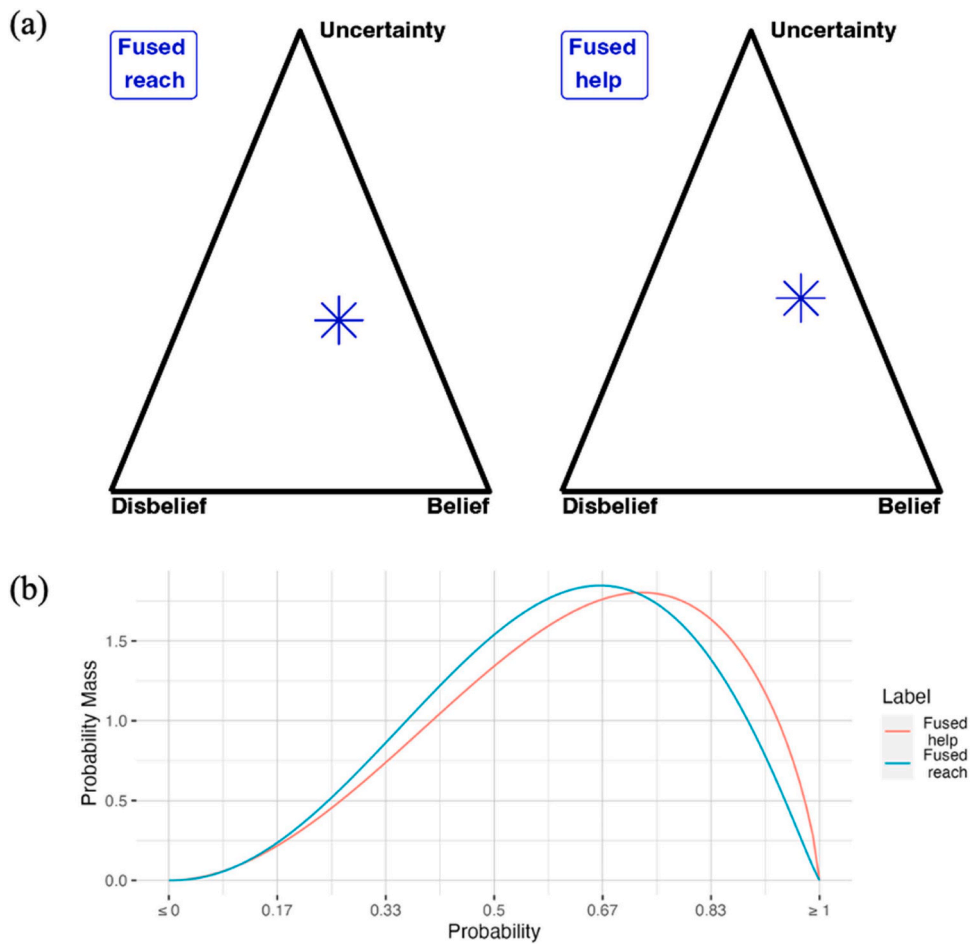 (a)
Fused
reach
Uncertainty
Disbelief
Belief
Fused
help
Uncertainty
Disbelief
Belief
(b)
Probability Mass
1.5
1.0
0.5
0.0
≤ 0
0.17
0.33
0.5
0.67
0.83
≥ 1
Probability
Label
Fused
help
Fused
reach